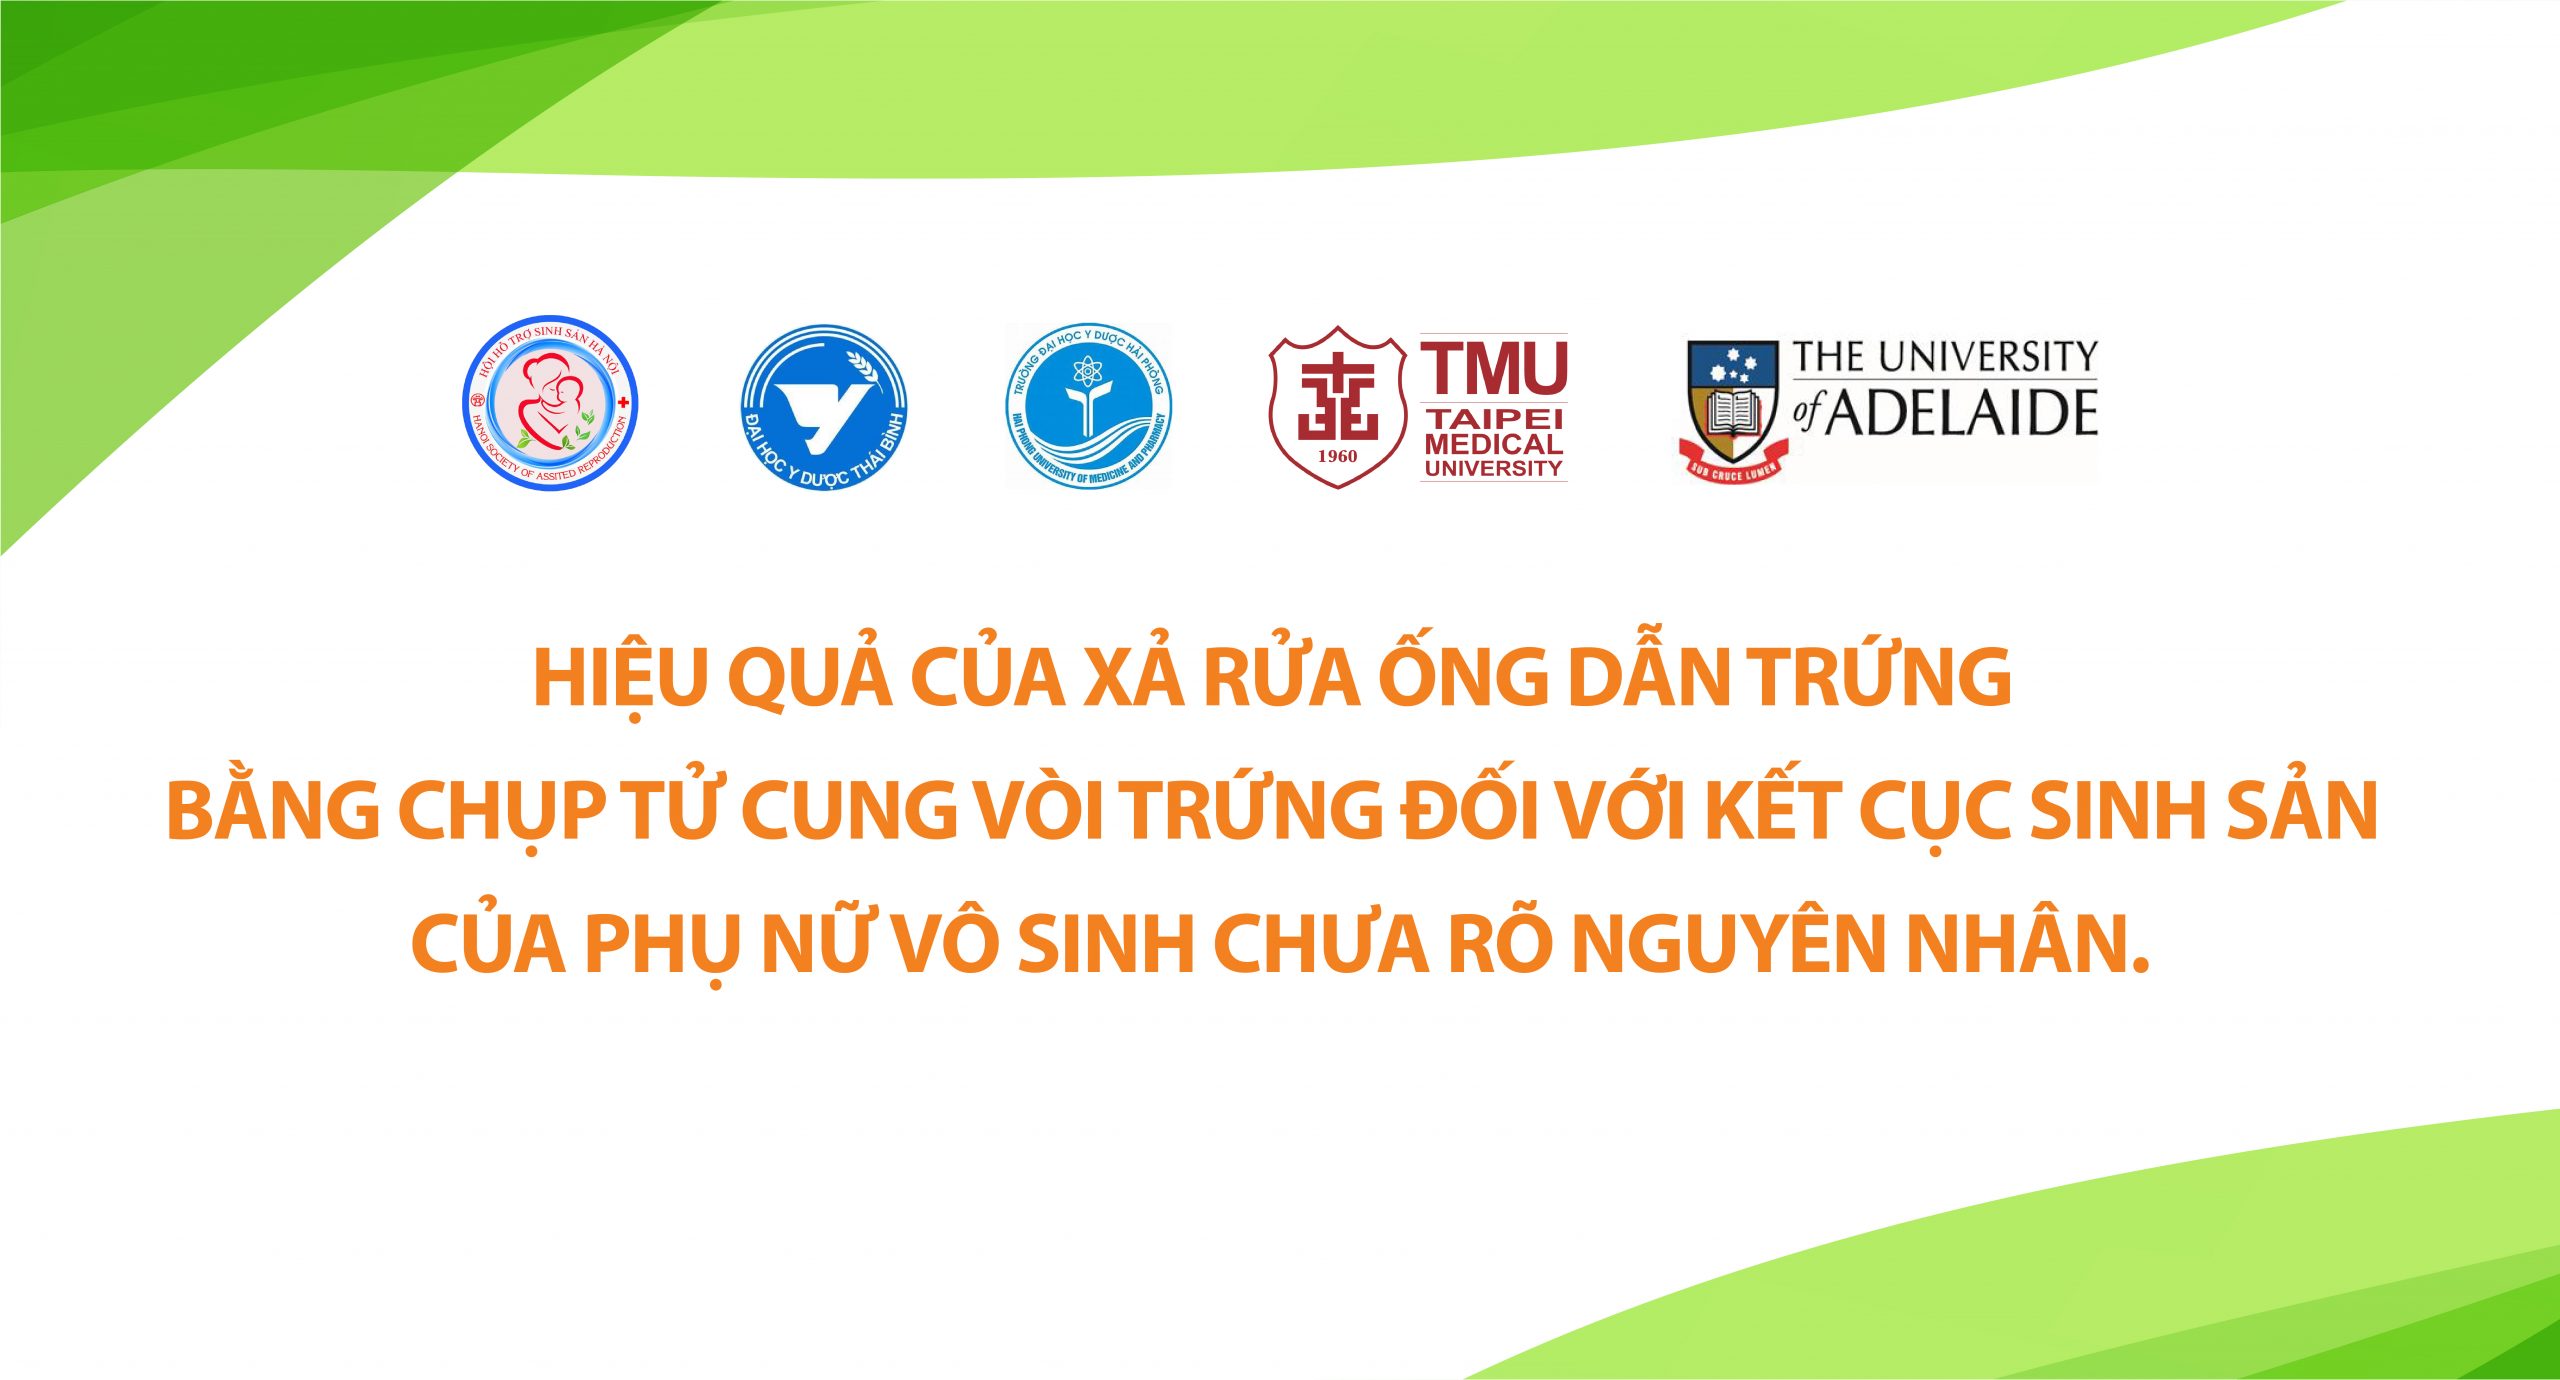 HỘI HỖ TRỢ SINH SẢN HÀ NỘI
HANOI SOCIETY OF ASSITED REPRODUCTION
ĐẠI HỌC Y DƯỢC THÁI BÌNH
TRƯỜNG ĐẠI HỌC Y DƯỢC HẢI PHÒNG
HAI PHONG UNIVERSITY OF MEDICINE AND PHARMACY
1960
TMU
TAIPEI
MEDICAL
UNIVERSITY
SUB CRUCE LUMEN
THE UNIVERSITY
of ADELAIDE
HIỆU QUẢ CỦA XẢ RỬA ỐNG DẪN TRỨNG
BẰNG CHỤP TỬ CUNG VÒI TRỨNG ĐỐI VỚI KẾT CỤC SINH SẢN
CỦA PHỤ NỮ VÔ SINH CHƯA RÕ NGUYÊN NHÂN.